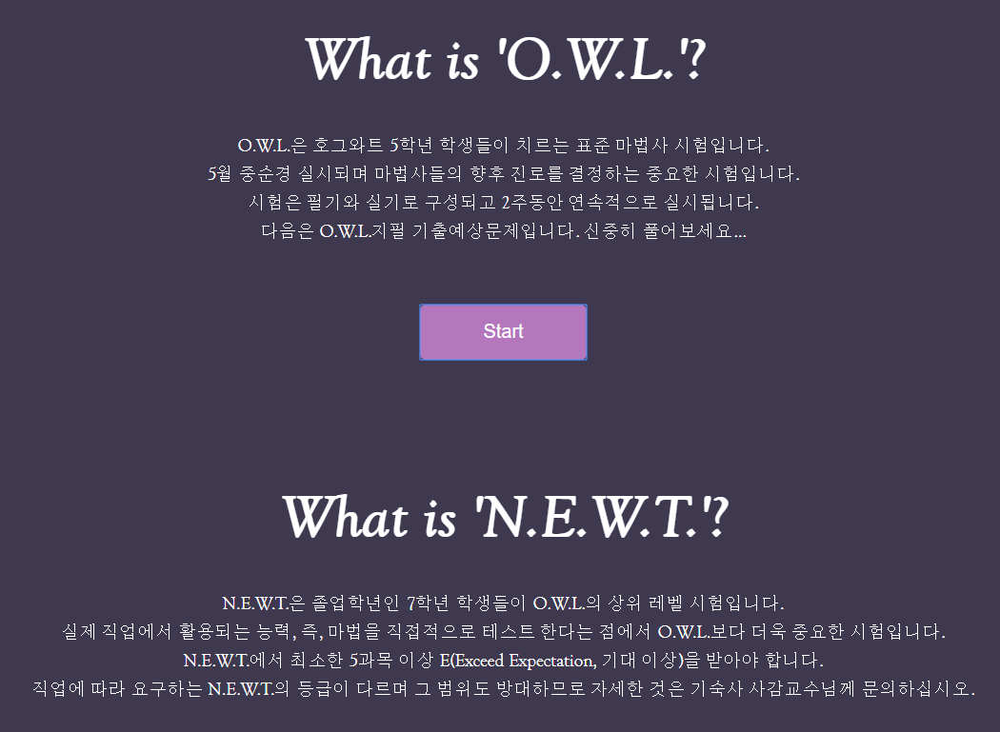 What is 'O.W.L.'?
O.W.L.은 호그와트 5학년 학생들이 치르는 표준 마법사 시험입니다.
5월 중순경 실시되며 마법사들의 향후 진로를 결정하는 중요한 시험입니다.
시험은 필기와 실기로 구성되고 2주동안 연속적으로 실시됩니다.
다음은 O.W.L.지필 기출예상문제입니다. 신중히 풀어보세요...
Start
What is 'N.E.W.T.'?
N.E.W.T.은 졸업학년인 7학년 학생들이 O.W.L.의 상위 레벨 시험입니다.
실제 직업에서 활용되는 능력, 즉, 마법을 직접적으로 테스트 한다는 점에서 O.W.L.보다 더욱 중요한 시험입니다.
N.E.W.T.에서 최소한 5과목 이상 E(Exceed Expectation, 기대 이상)을 받아야 합니다.
직업에 따라 요구하는 N.E.W.T.의 등급이 다르며 그 범위도 방대하므로 자세한 것은 기숙사 사감교수님께 문의하십시오.